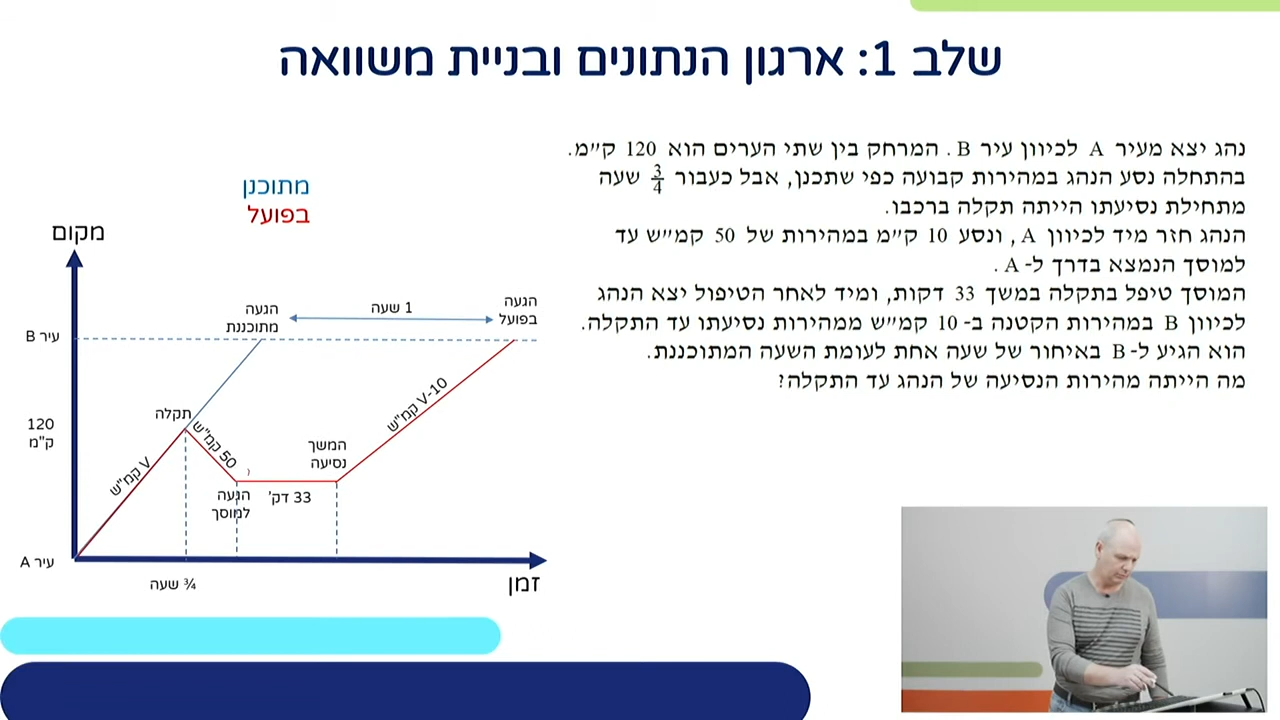 שלב 1: ארגון הנתונים ובניית משוואה
נהג יצא מעיר A לכיוון עיר B. המרחק בין שתי הערים הוא 120 ק״מ.
בהתחלה נסע הנהג במהירות קבועה כפי שתכנן, אבל כעבור 3/4 שעה
מתחילת נסיעתו הייתה תקלה ברכבו.
הנהג חזר מיד לכיוון A, ונסע 10 ק״מ במהירות של 50 קמ״ש עד
למוסך הנמצא בדרך ל-A.
המוסך טיפל בתקלה במשך 33 דקות, ומיד לאחר הטיפול יצא הנהג
לכיוון B במהירות הקטנה ב-10 קמ״ש ממהירות נסיעתו עד התקלה.
הוא הגיע ל-B באיחור של שעה אחת לעומת השעה המתוכננת.
מה הייתה מהירות הנסיעה של הנהג עד התקלה?
מתוכנן
בפועל
מקום
הגעה
בפועל
1 שעה
הגעה
מתוכננת
עיר B
תקלה
V קמ"ש
50 קמ"ש
V-10 קמ"ש
120
ק"מ
המשך
נסיעה
33 דק'
הגעה
למוסך
עיר A
¾ שעה
זמן